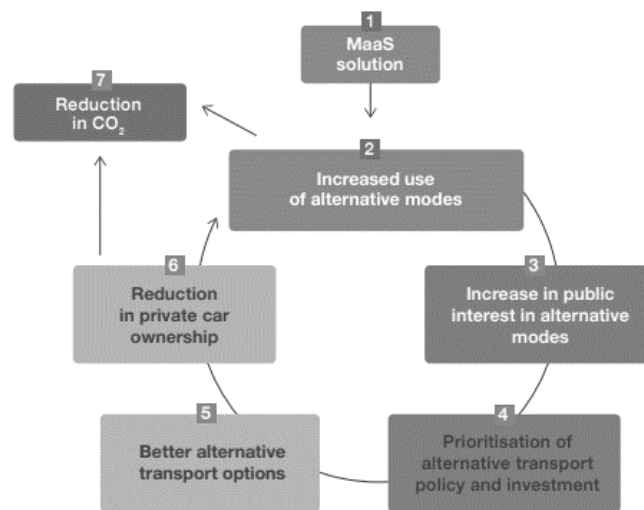 1
MaaS
solution
7
Reduction
in CO₂
2
Increased use
of alternative modes
6
Reduction
in private car
ownership
3
Increase in public
interest in alternative
modes
5
Better alternative
transport options
4
Prioritisation of
alternative transport
policy and investment